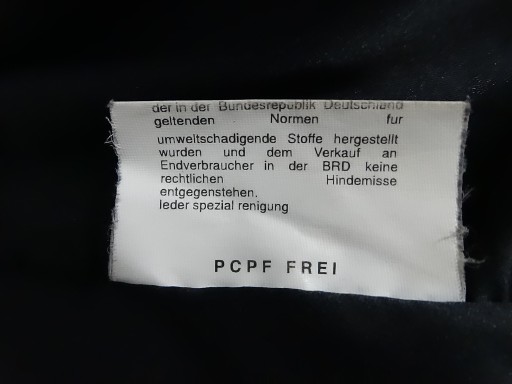 der in der Bundesrepublik Deutschland
geltenden Normen fur
umweltschadigende Stoffe hergestellt
wurden und dem Verkauf an
Endverbraucher in der BRD keine
rechtlichen Hindernisse
entgegenstehen.
leder spezial renigung
PCPF FREI